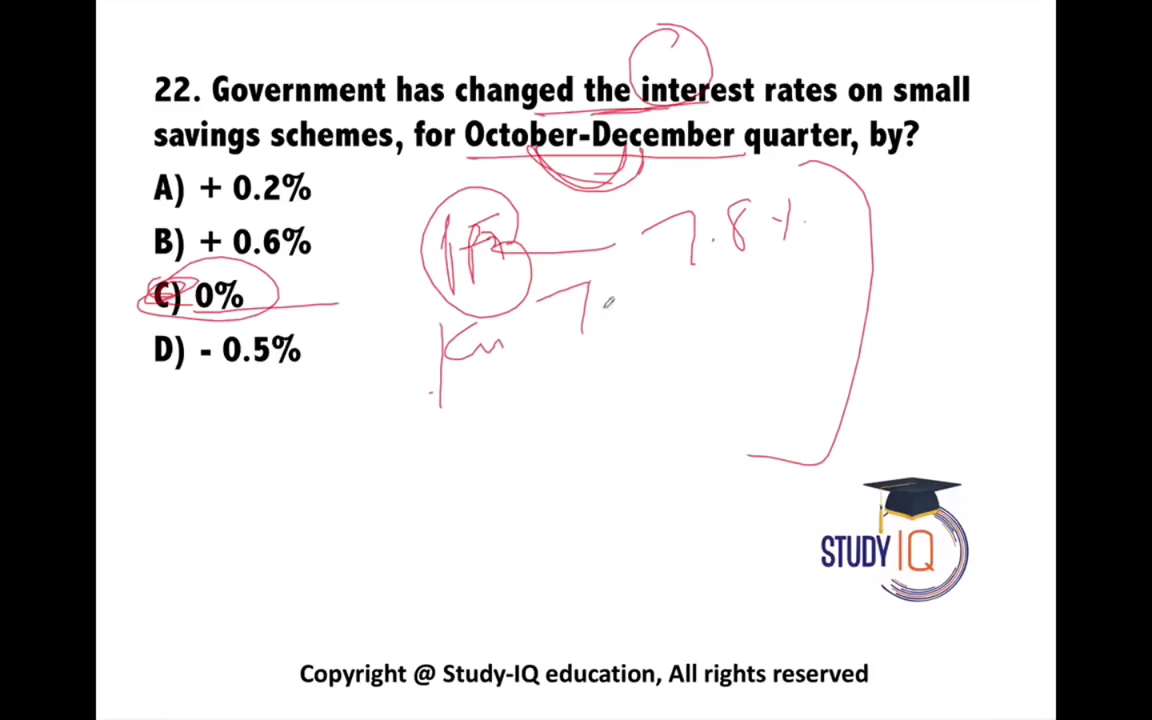 22. Government has changed the interest rates on small
savings schemes, for October-December quarter, by?
A) + 0.2%
B) + 0.6%
C) 0%
D) - 0.5%
7.8%
7.
STUDY IQ
Copyright @ Study-IQ education, All rights reserved